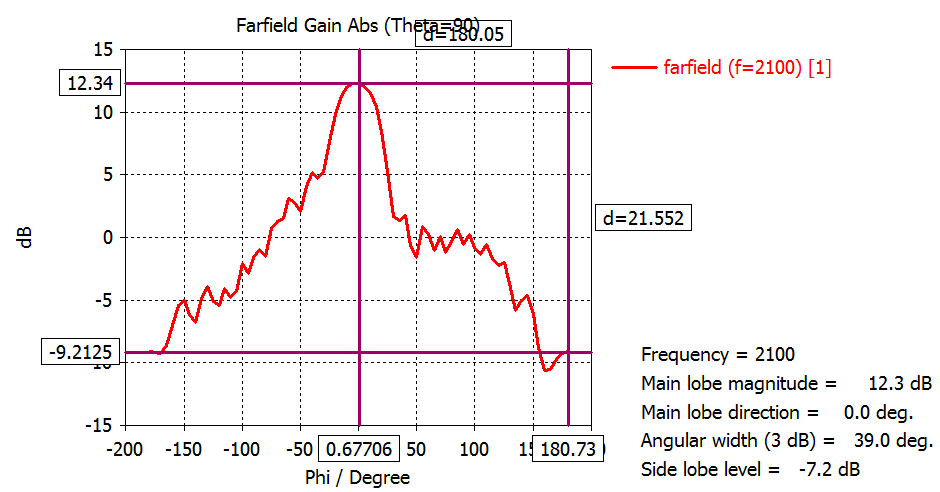 Farfield Gain Abs (Theta=90)
d=180.05
farfield (f=2100) [1]
15
12.34
10
5
d=21.552
0
dB
-5
-9.2125
-15
-200 -150 -100 -50 0.67706 50 100 180.73
Phi / Degree
Frequency = 2100
Main lobe magnitude = 12.3 dB
Main lobe direction = 0.0 deg.
Angular width (3 dB) = 39.0 deg.
Side lobe level = -7.2 dB